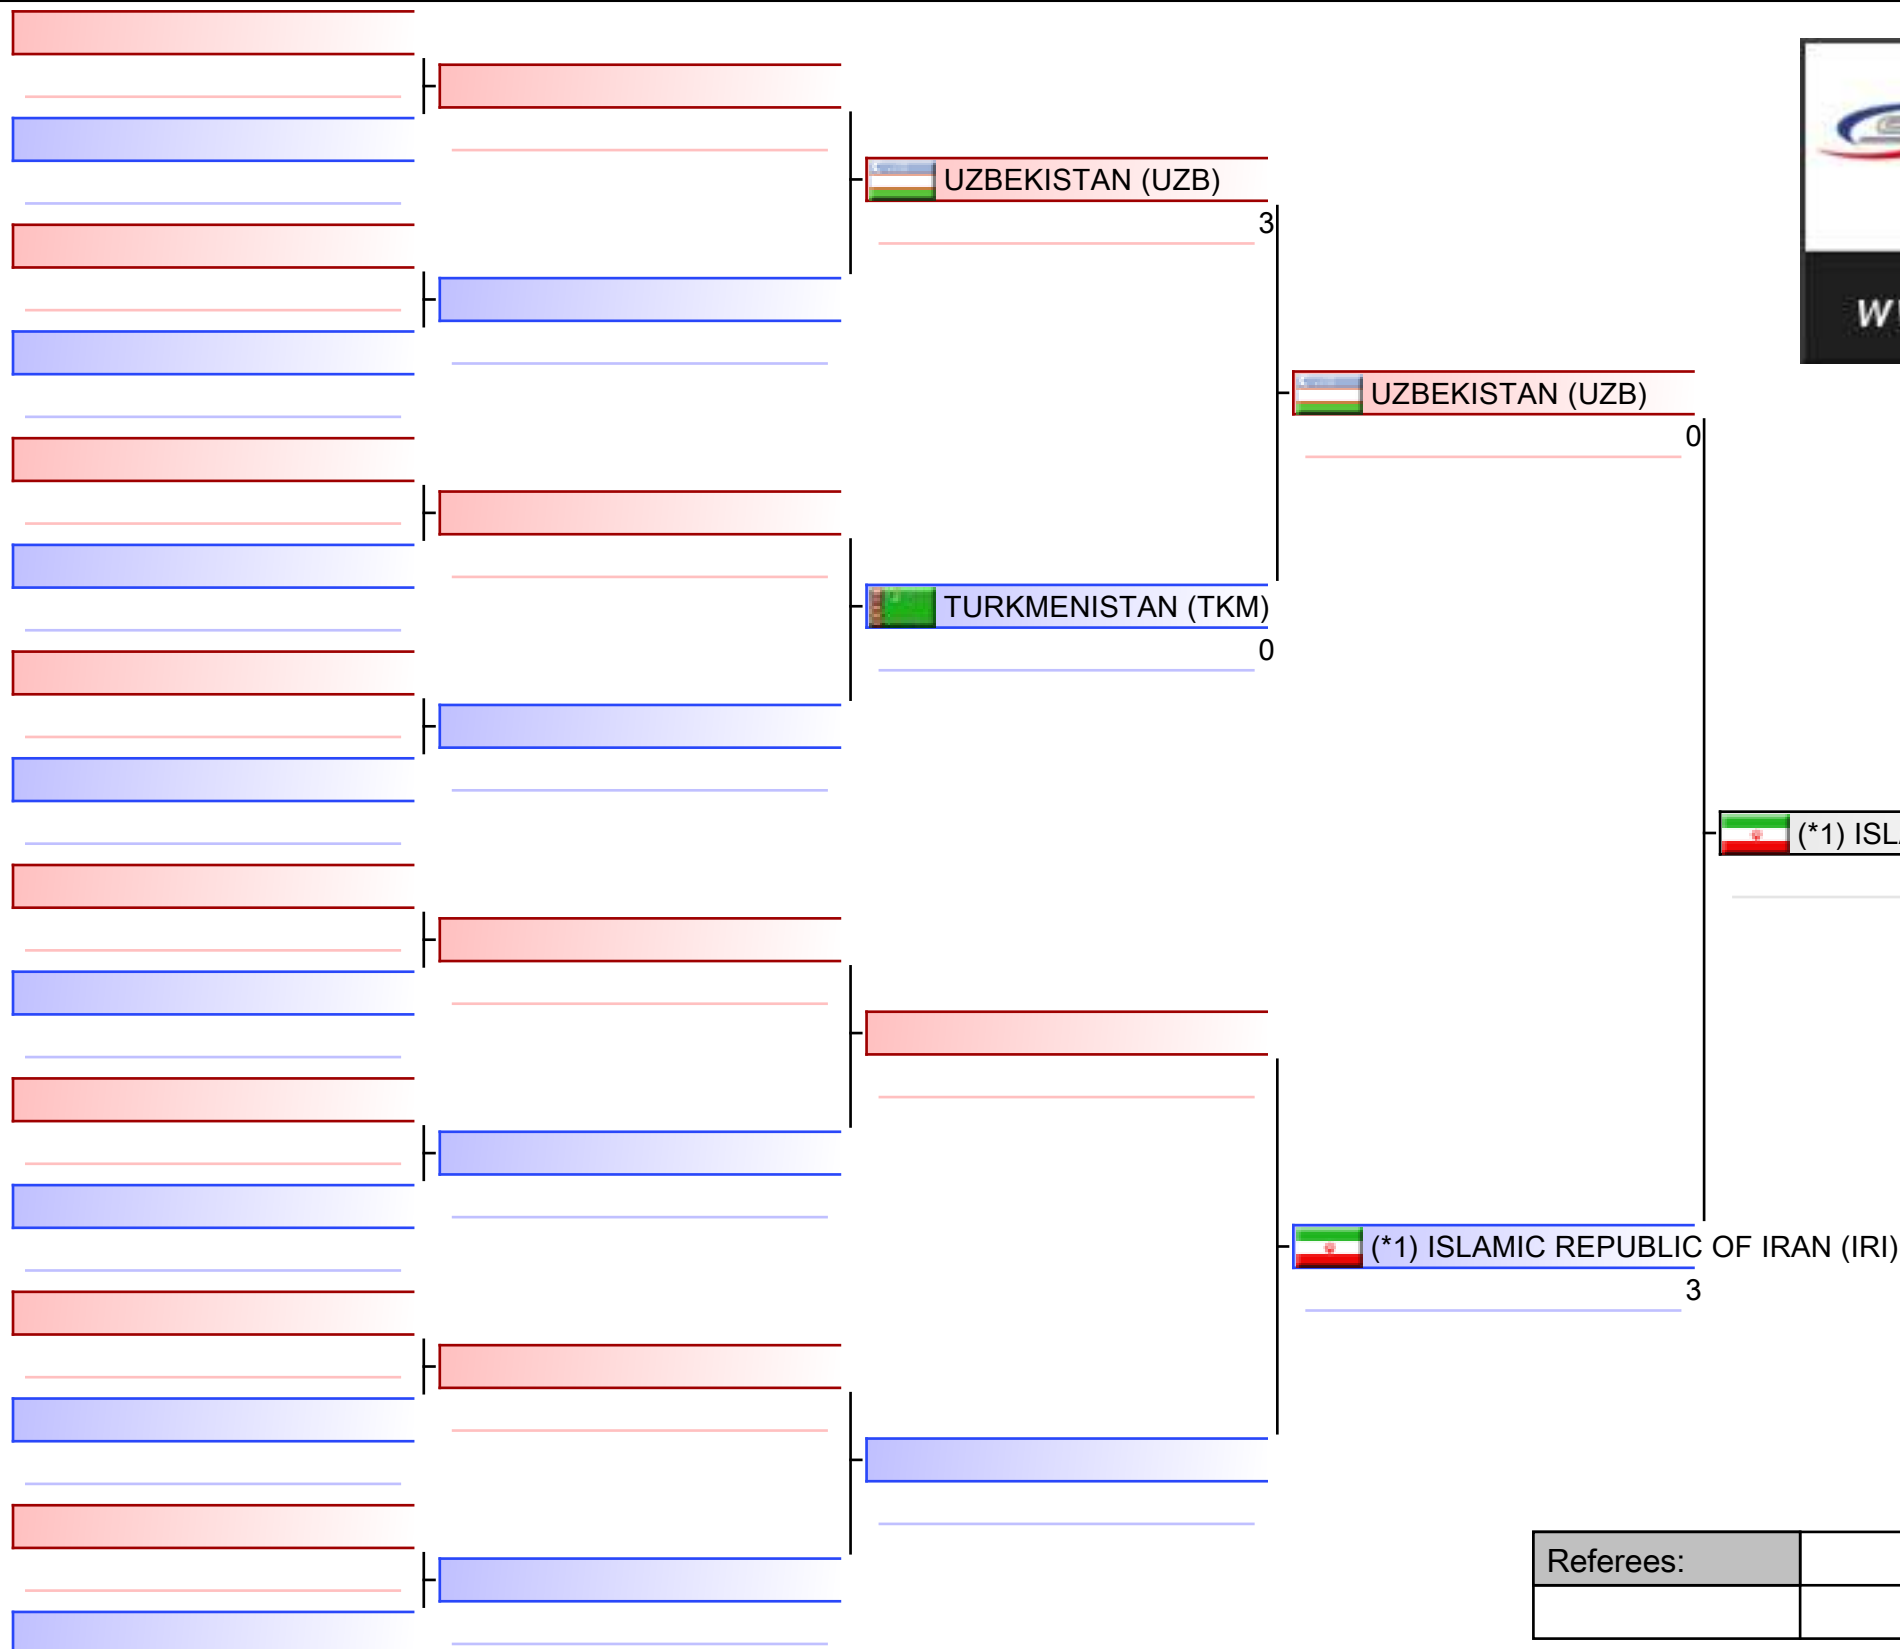 UZBEKISTAN (UZB)
3
UZBEKISTAN (UZB)
0
TURKMENISTAN (TKM)
0
(*1) ISL
(*1) ISLAMIC REPUBLIC OF IRAN (IRI)
3
Referees: